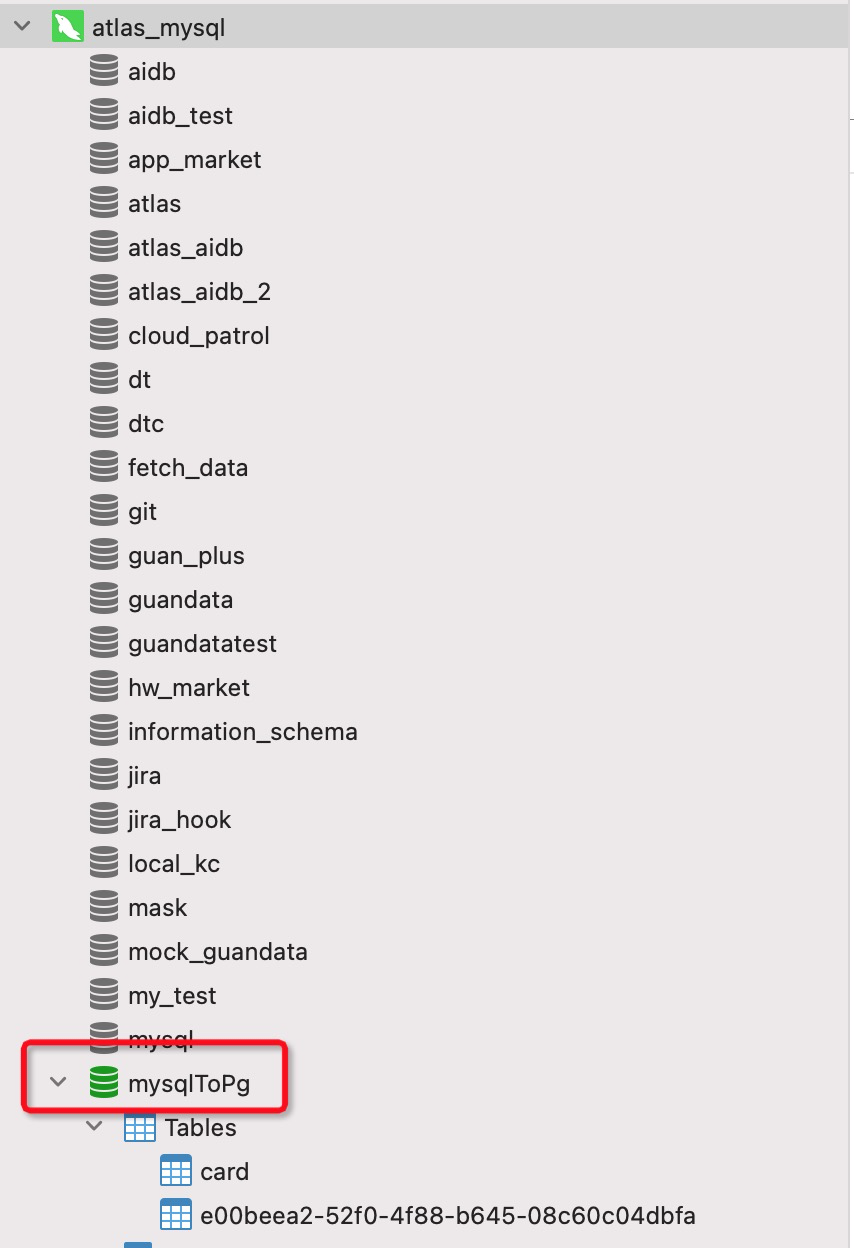 atlas_mysql
aidb
aidb_test
app_market
atlas
atlas_aidb
atlas_aidb_2
cloud_patrol
dt
dtc
fetch_data
git
guan_plus
guandata
guandatatest
hw_market
information_schema
jira
jira_hook
local_kc
mask
mock_guandata
my_test
mysql
mysqlToPg
Tables
card
e00beea2-52f0-4f88-b645-08c60c04dbfa